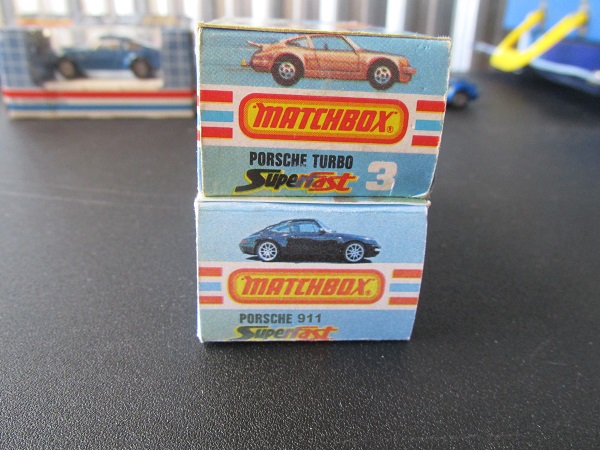 MATCHBOX
PORSCHE TURBO
Superfast 3
MATCHBOX
PORSCHE 911
Superfast